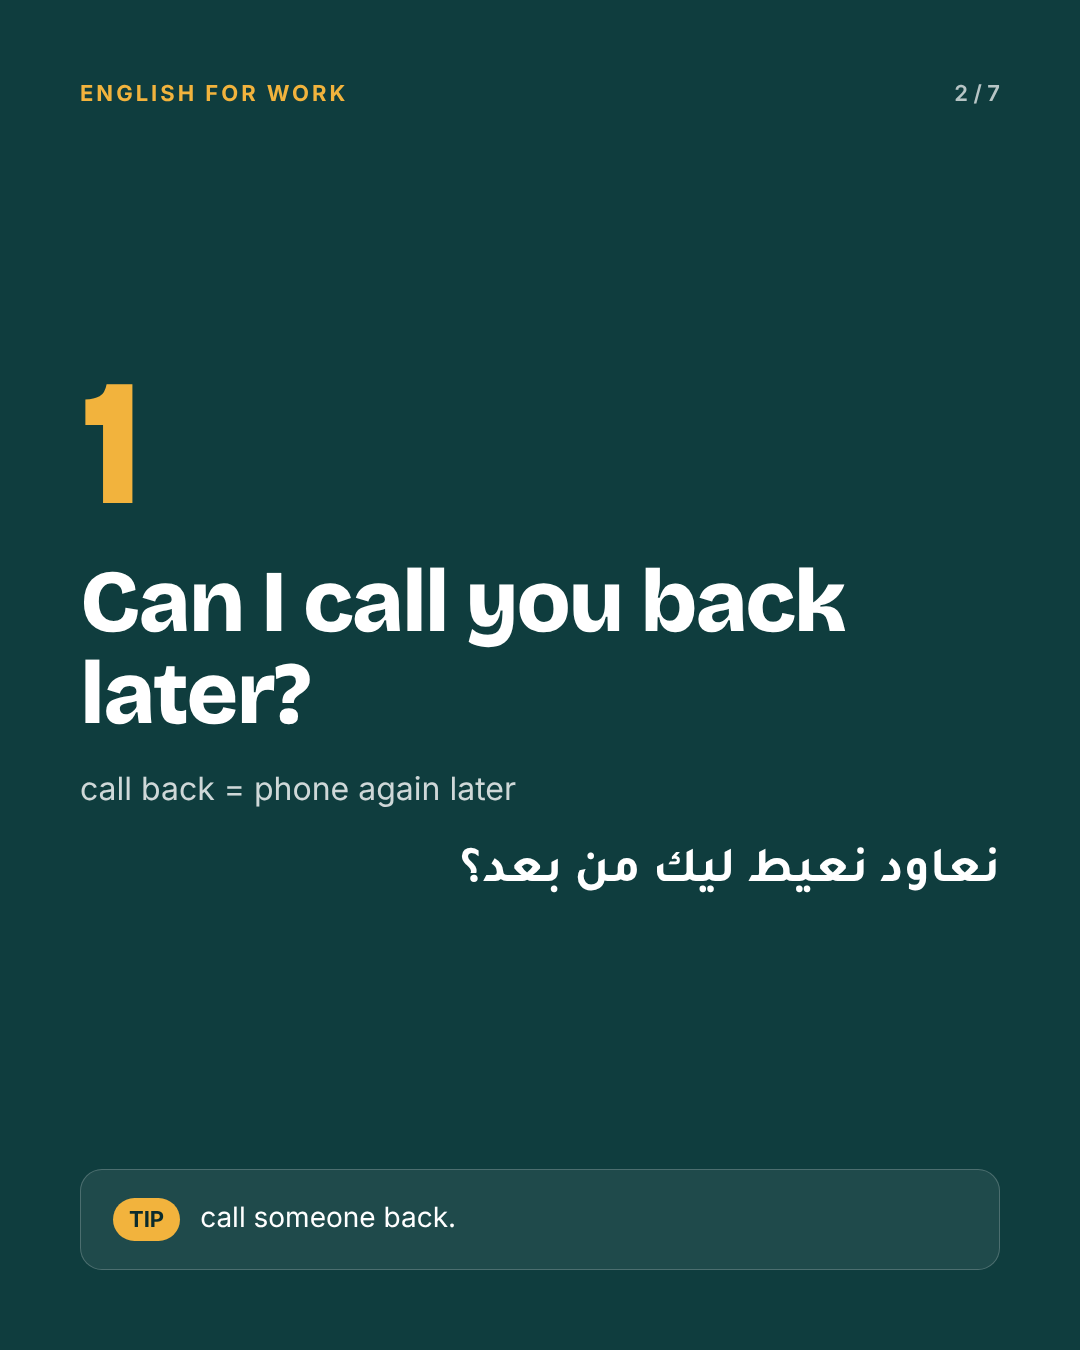 ENGLISH FOR WORK
2 / 7
1
Can I call you back
later?
call back = phone again later
نعاود نعيط ليك من بعد؟
TIP call someone back.